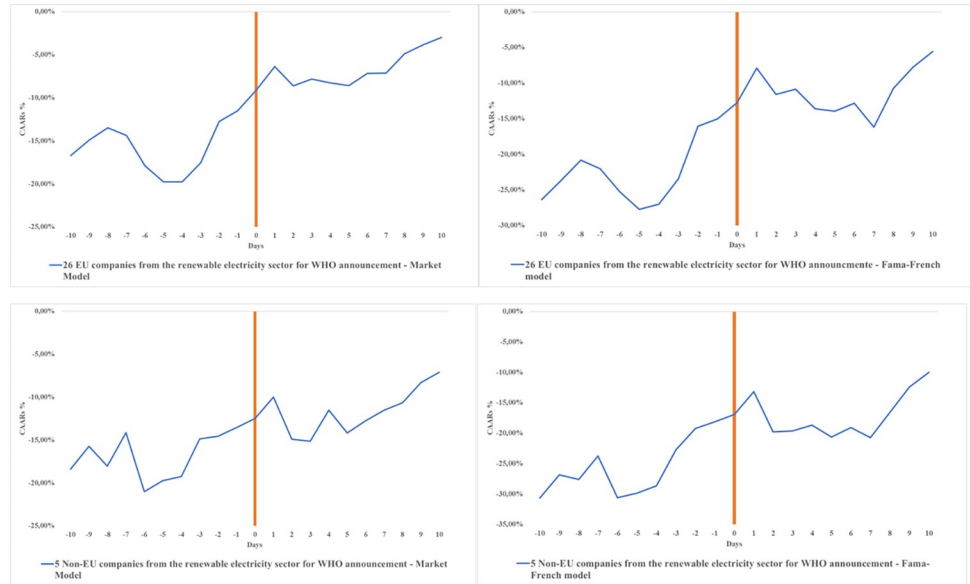 0,00%
-5,00%
-10,00%
-15,00%
-20,00%
-25,00%
CAARs %
-10 -9 -8 -7 -6 -5 -4 -3 -2 -1 0 1 2 3 4 5 6 7 8 9 10
Days
26 EU companies from the renewable electricity sector for WHO announcement - Market
Model
0,00%
-5,00%
-10,00%
-15,00%
-20,00%
-25,00%
-30,00%
CAARs %
-10 -9 -8 -7 -6 -5 -4 -3 -2 -1 0 1 2 3 4 5 6 7 8 9 10
Days
26 EU companies from the renewable electricity sector for WHO announcmente - Fama-French
model
0,00%
-5,00%
-10,00%
-15,00%
-20,00%
-25,00%
CAARs %
-10 -9 -8 -7 -6 -5 -4 -3 -2 -1 0 1 2 3 4 5 6 7 8 9 10
Days
5 Non-EU companies from the renewable electricity sector for WHO announcement - Market
Model
0,00%
-5,00%
-10,00%
-15,00%
-20,00%
-25,00%
-30,00%
-35,00%
CAARs %
-10 -9 -8 -7 -6 -5 -4 -3 -2 -1 0 1 2 3 4 5 6 7 8 9 10
Days
5 Non-EU companies from the renewable electricity sector for WHO announcement - Fama-
French model